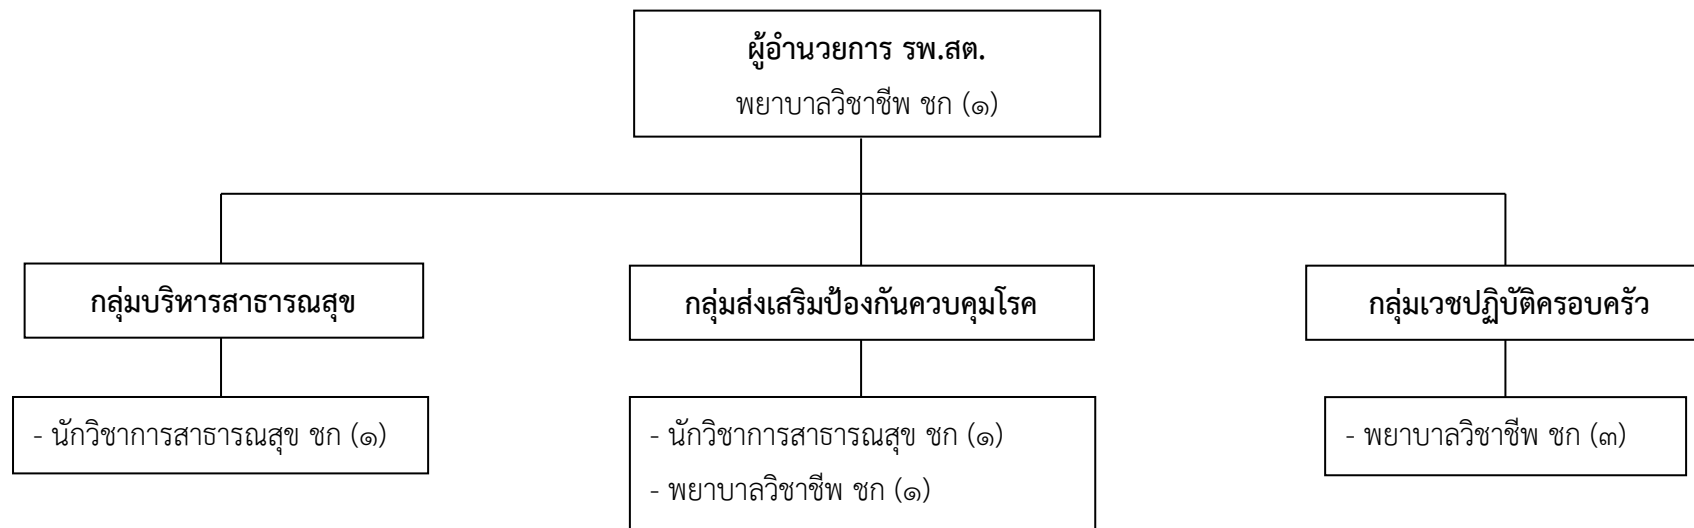 ผู้อำนวยการ รพ.สต.
พยาบาลวิชาชีพ ชก (๑)
กลุ่มบริหารสาธารณสุข
- นักวิชาการสาธารณสุข ชก (๑)
กลุ่มส่งเสริมป้องกันควบคุมโรค
- นักวิชาการสาธารณสุข ชก (๑)
- พยาบาลวิชาชีพ ชก (๑)
กลุ่มเวชปฏิบัติครอบครัว
- พยาบาลวิชาชีพ ชก (๓)